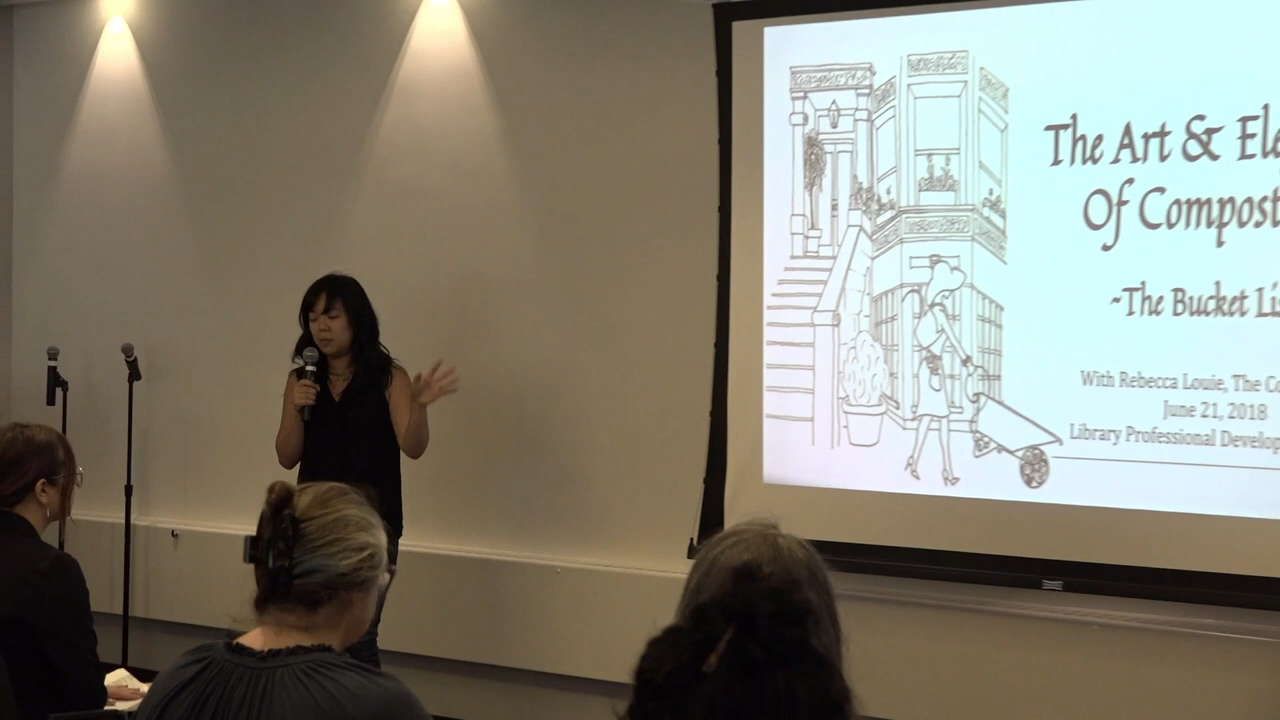 The Art & Ele
Of Compost
~The Bucket Lis
With Rebecca Louie, The Co
June 21, 2018
Library Professional Develop